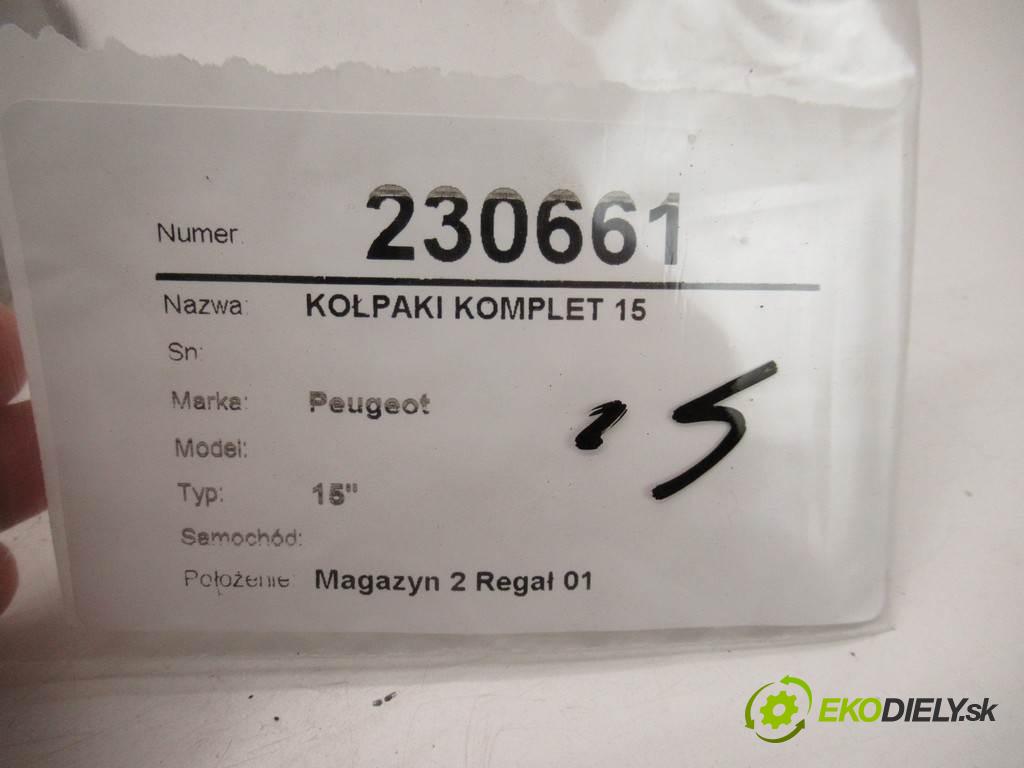 Numer: 230661
Nazwa: KOŁPAKI KOMPLET 15
Sn:
Marka: Peugeot
Model:
Typ: 15"
Samochód:
Położenie Magazyn 2 Regał 01
5
EKODIELY.sk